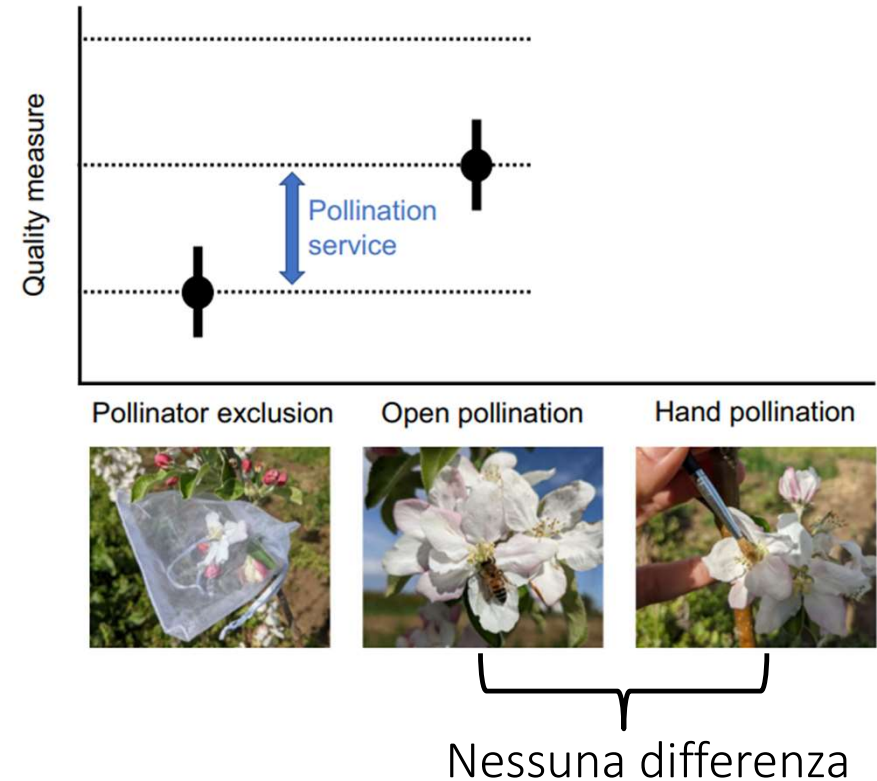 Quality measure
Pollination
service
Pollinator exclusion
Open pollination
Hand pollination
Nessuna differenza